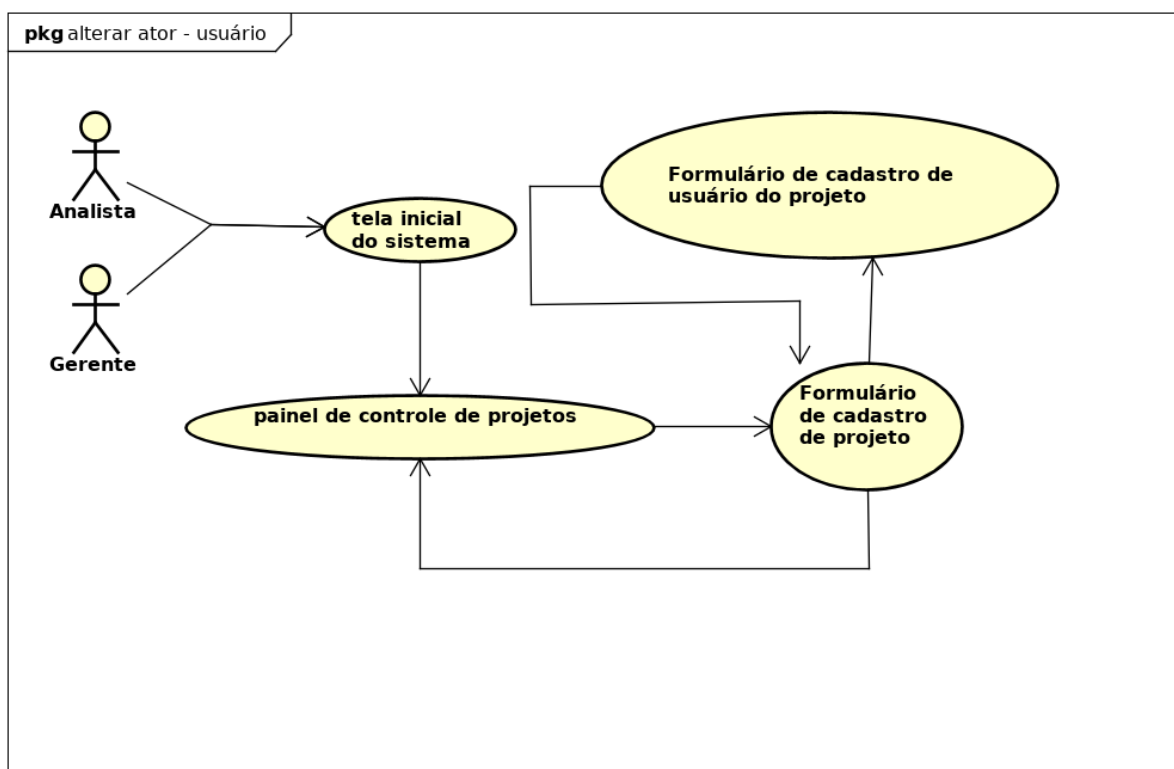 pkg alterar ator - usuário
Analista
Gerente
tela inicial
do sistema
Formulário de cadastro de
usuário do projeto
painel de controle de projetos
Formulário
de cadastro
de projeto